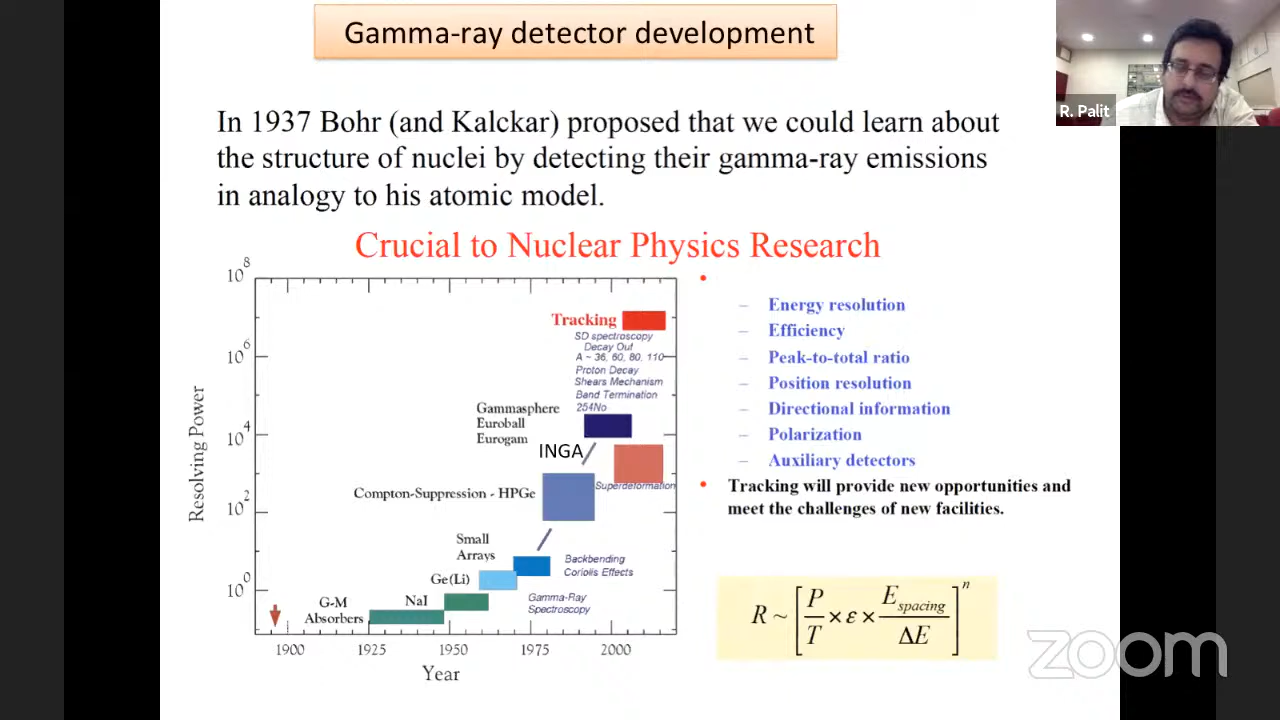 Gamma-ray detector development
R. Palit
In 1937 Bohr (and Kalckar) proposed that we could learn about
the structure of nuclei by detecting their gamma-ray emissions
in analogy to his atomic model.
Crucial to Nuclear Physics Research
10^8
10^6
10^4
10^2
10^0
Resolving Power
Tracking
SD spectroscopy
Decay Out
A ~ 36, 60, 80, 110
Proton Decay
Shears Mechanism
Band Termination
254No
Gammasphere
Euroball
Eurogam
INGA
Superdeformation
Compton-Suppression - HPGe
Small
Arrays
Backbending
Coriolis Effects
Ge(Li)
Gamma-Ray
Spectroscopy
NaI
G-M
Absorbers
1900 1925 1950 1975 2000
Year
• 
– Energy resolution
– Efficiency
– Peak-to-total ratio
– Position resolution
– Directional information
– Polarization
– Auxiliary detectors
• Tracking will provide new opportunities and
meet the challenges of new facilities.
R ~ [P/T × ε × E_spacing/ΔE]^n
zoom